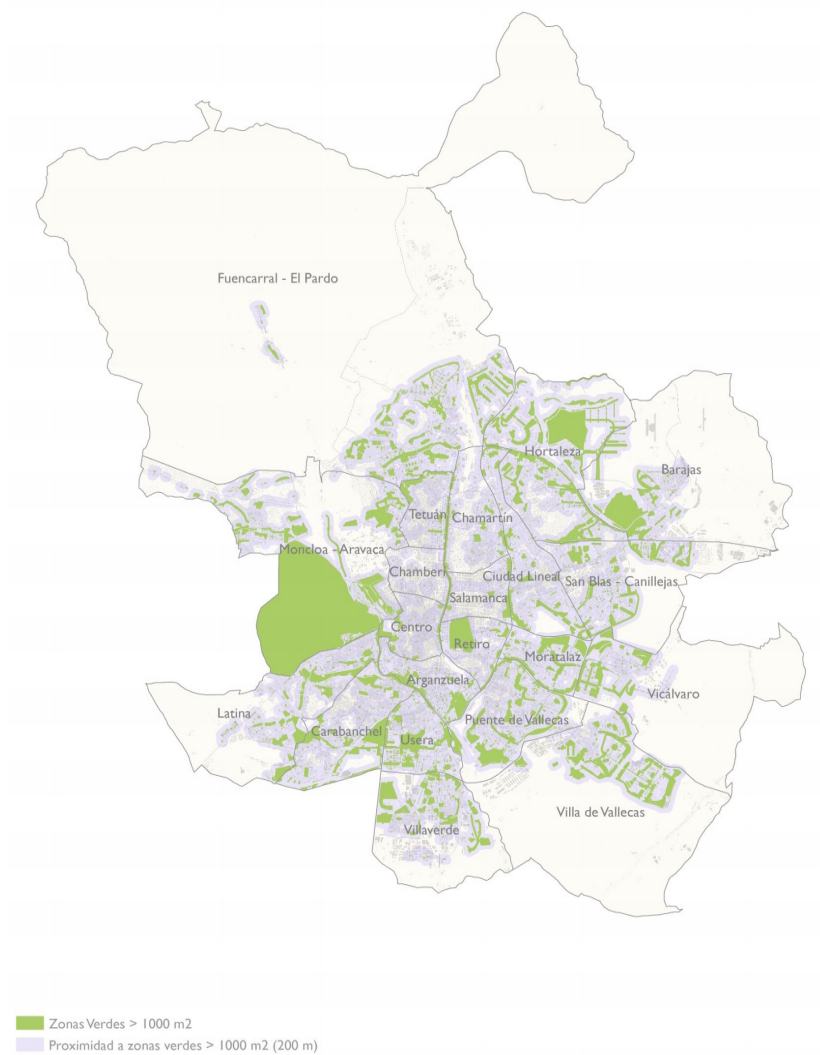 Fuencarral - El Pardo
Hortaleza
Barajas
Tetuán
Chamartín
Moncloa - Aravaca
Chamberí
Ciudad Lineal
San Blas - Canillejas
Salamanca
Centro
Retiro
Moratalaz
Arganzuela
Vicálvaro
Latina
Puente de Vallecas
Carabanchel
Usera
Villa de Vallecas
Villaverde
Zonas Verdes > 1000 m2
Proximidad a zonas verdes > 1000 m2 (200 m)